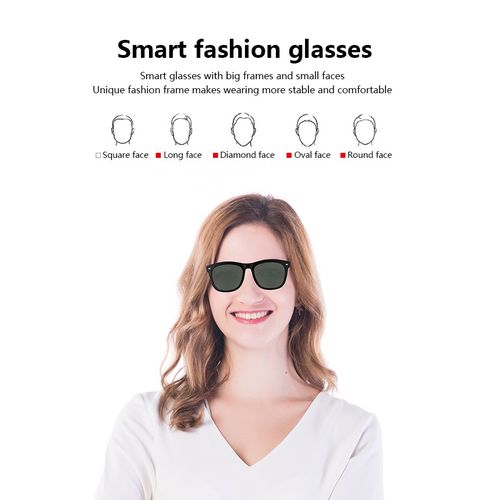 Smart fashion glasses
Smart glasses with big frames and small faces
Unique fashion frame makes wearing more stable and comfortable
Square face Long face Diamond face Oval face Round face